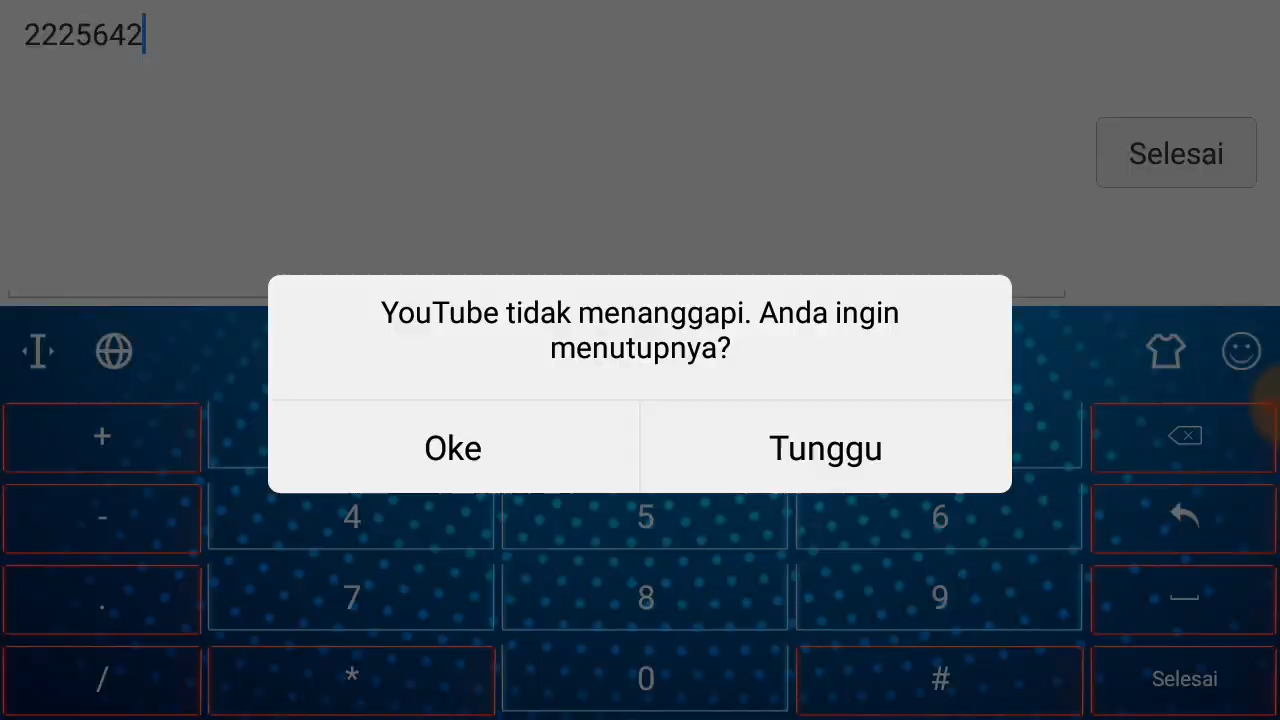 2225642
Selesai
YouTube tidak menanggapi. Anda ingin
menutupnya?
Oke
Tunggu
+
- 4 5 6
. 7 8 9
/ * 0 # Selesai